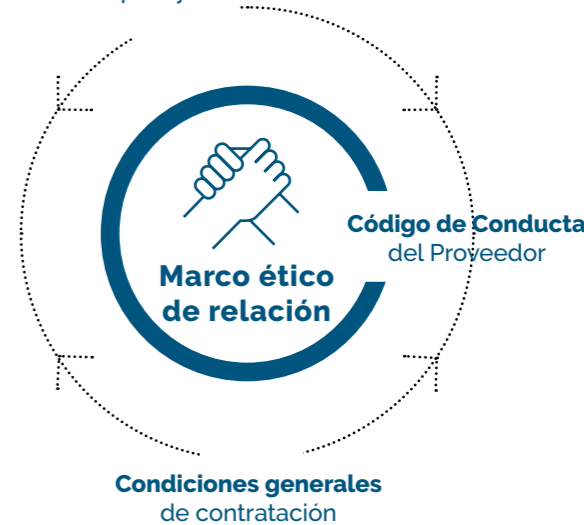 Código de Conducta
del Proveedor
Marco ético
de relación
Condiciones generales
de contratación